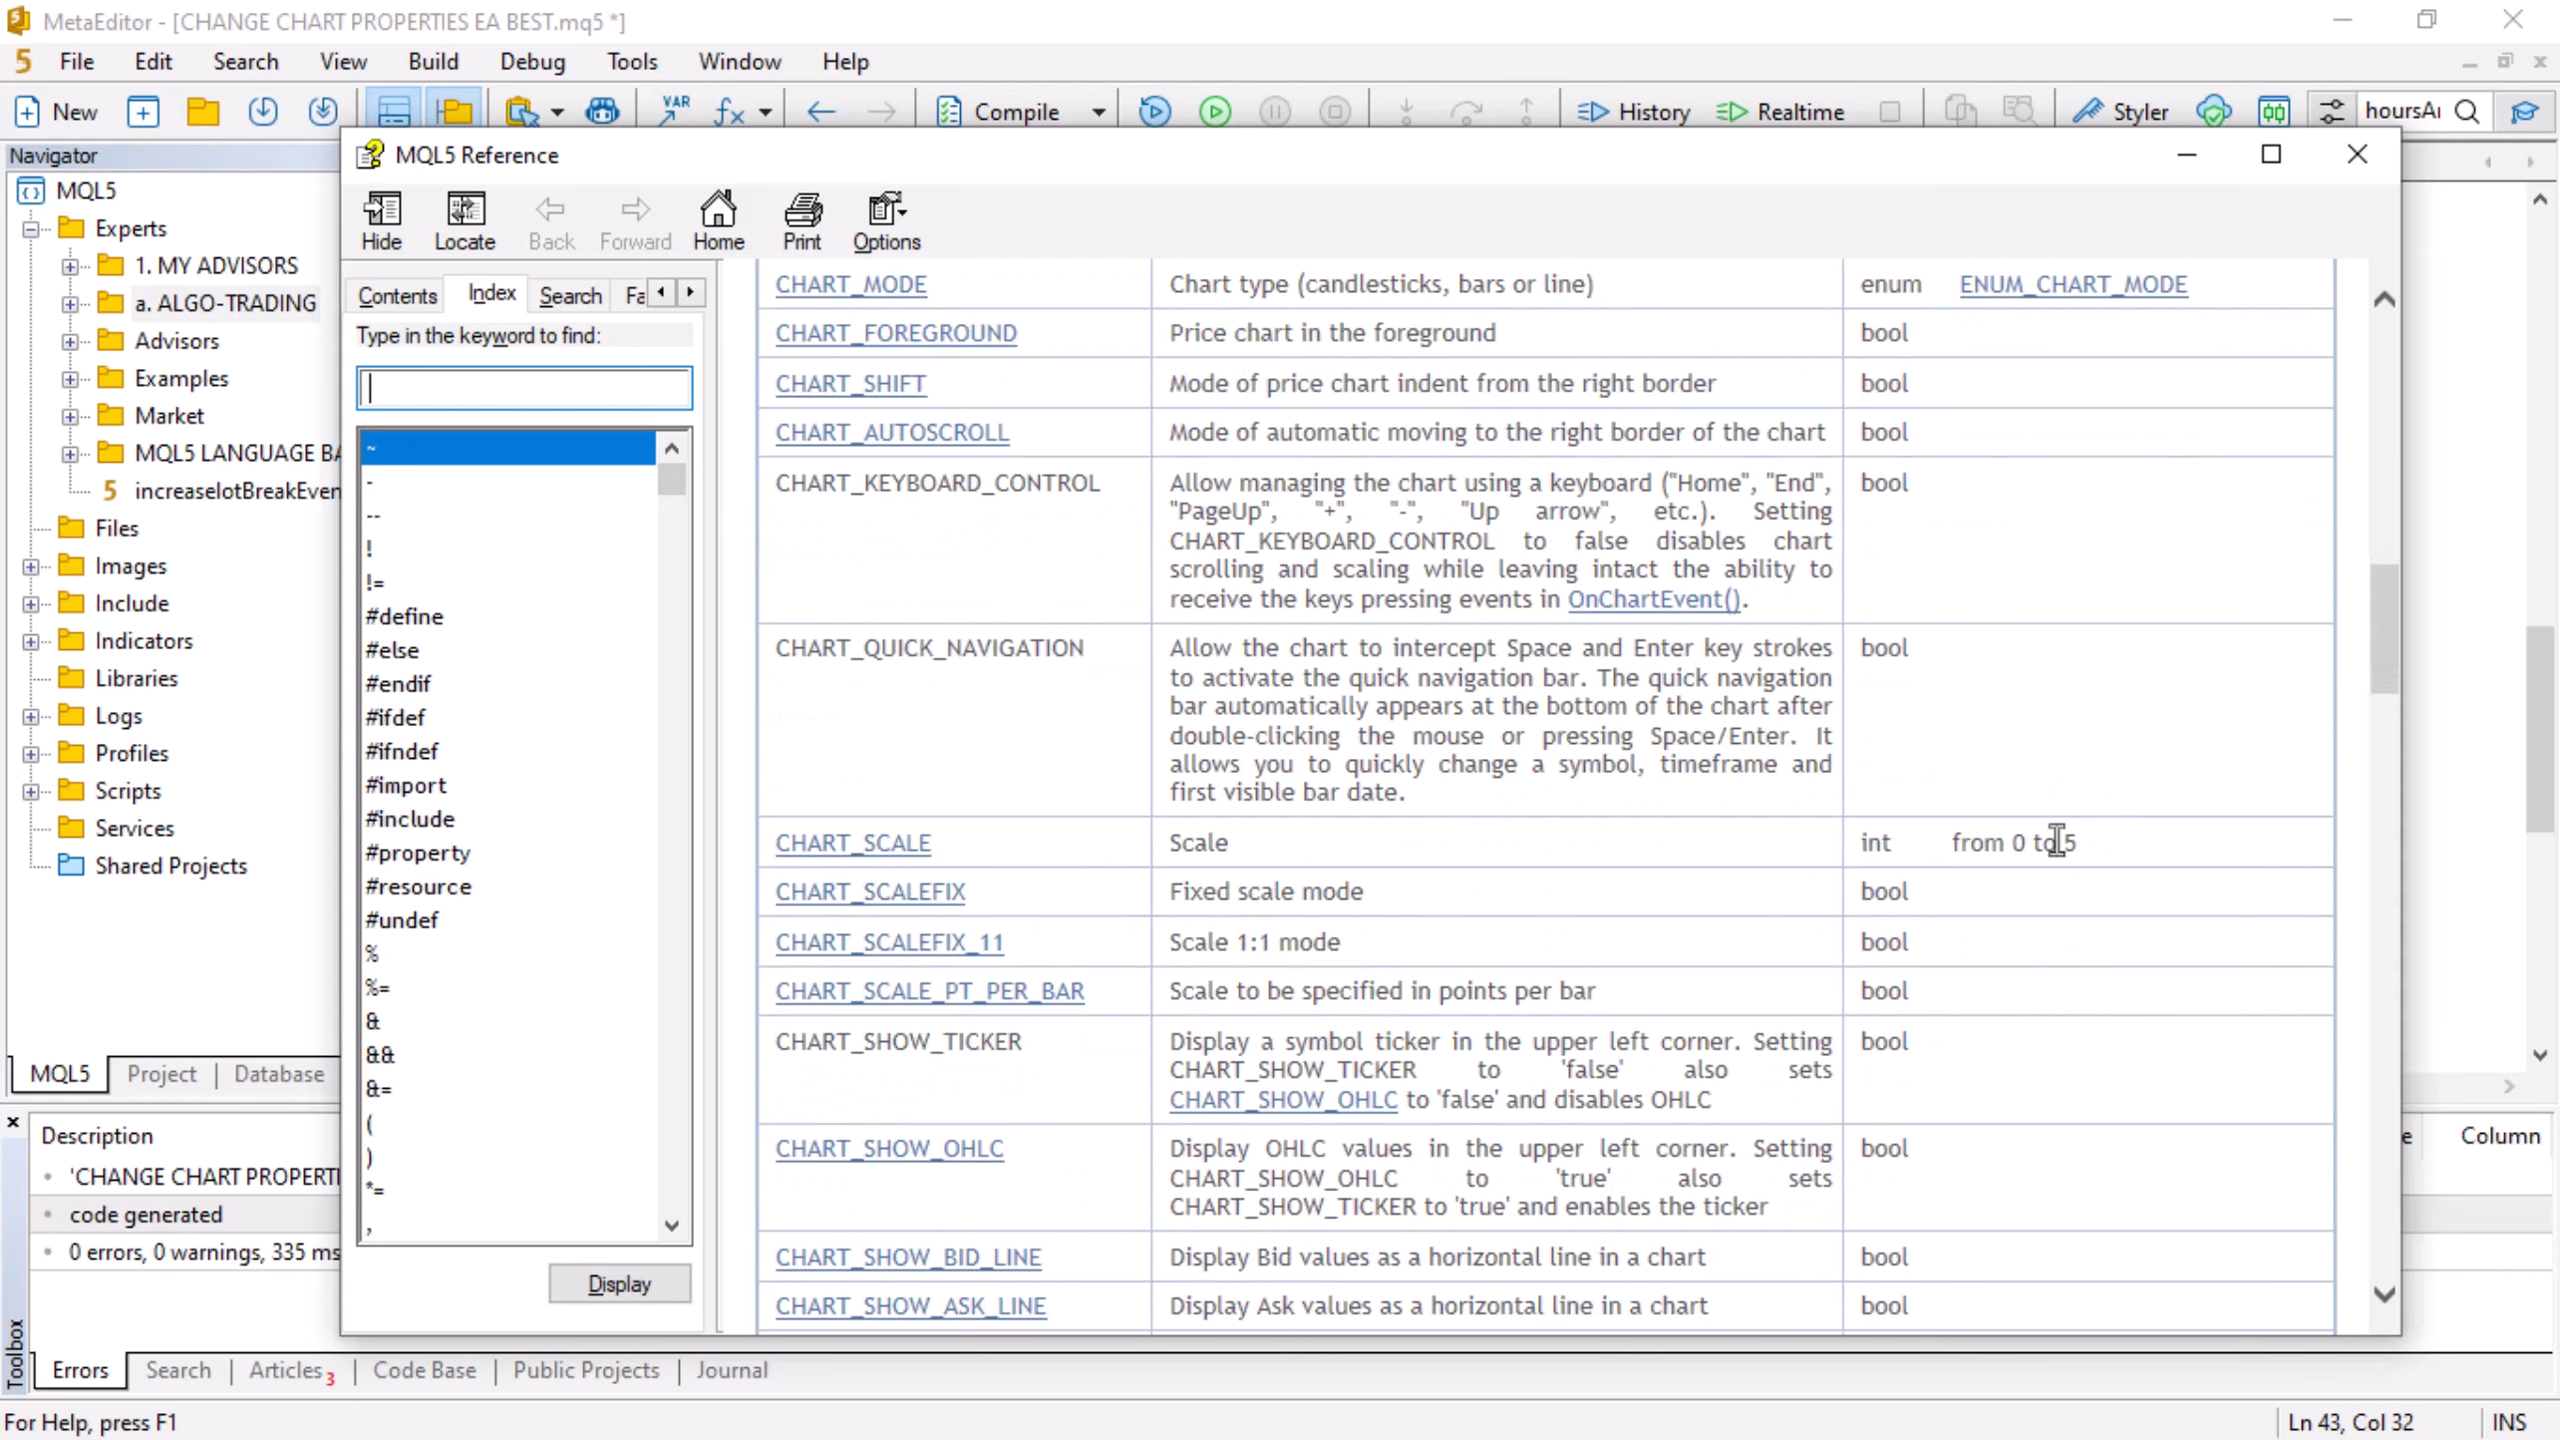 MetaEditor - [CHANGE CHART PROPERTIES EA BEST.mq5 *]
5 File Edit Search View Build Debug Tools Window Help
New VAR fx Compile History Realtime Styler hoursAi
Navigator
MQL5
Experts
1. MY ADVISORS
a. ALGO-TRADING
Advisors
Examples
Market
MQL5 LANGUAGE BA
5 increaselotBreakEven
Files
Images
Include
Indicators
Libraries
Logs
Profiles
Scripts
Services
Shared Projects
MQL5 Project Database
MQL5 Reference
Hide Locate Back Forward Home Print Options
Contents Index Search Fa
Type in the keyword to find:
~
-
--
!
!=
#define
#else
#endif
#ifdef
#ifndef
#import
#include
#property
#resource
#undef
%
%=
&
&&
&=
(
)
*=
,
Display
CHART_MODE Chart type (candlesticks, bars or line) enum ENUM_CHART_MODE
CHART_FOREGROUND Price chart in the foreground bool
CHART_SHIFT Mode of price chart indent from the right border bool
CHART_AUTOSCROLL Mode of automatic moving to the right border of the chart bool
CHART_KEYBOARD_CONTROL Allow managing the chart using a keyboard ("Home", "End", bool
"PageUp", "+", "-", "Up arrow", etc.). Setting
CHART_KEYBOARD_CONTROL to false disables chart
scrolling and scaling while leaving intact the ability to
receive the keys pressing events in OnChartEvent().
CHART_QUICK_NAVIGATION Allow the chart to intercept Space and Enter key strokes bool
to activate the quick navigation bar. The quick navigation
bar automatically appears at the bottom of the chart after
double-clicking the mouse or pressing Space/Enter. It
allows you to quickly change a symbol, timeframe and
first visible bar date.
CHART_SCALE Scale int from 0 to 5
CHART_SCALEFIX Fixed scale mode bool
CHART_SCALEFIX_11 Scale 1:1 mode bool
CHART_SCALE_PT_PER_BAR Scale to be specified in points per bar bool
CHART_SHOW_TICKER Display a symbol ticker in the upper left corner. Setting bool
CHART_SHOW_TICKER to 'false' also sets
CHART_SHOW_OHLC to 'false' and disables OHLC
CHART_SHOW_OHLC Display OHLC values in the upper left corner. Setting bool
CHART_SHOW_OHLC to 'true' also sets
CHART_SHOW_TICKER to 'true' and enables the ticker
CHART_SHOW_BID_LINE Display Bid values as a horizontal line in a chart bool
CHART_SHOW_ASK_LINE Display Ask values as a horizontal line in a chart bool
Description e Column
'CHANGE CHART PROPERTI
code generated
0 errors, 0 warnings, 335 ms
Toolbox
Errors Search Articles 3 Code Base Public Projects Journal
For Help, press F1 Ln 43, Col 32 INS